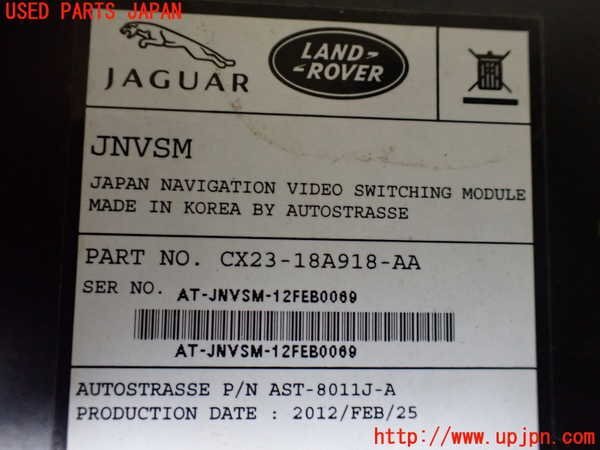 USED PARTS JAPAN
JAGUAR
LAND-
-ROVER
JNVSM
JAPAN NAVIGATION VIDEO SWITCHING MODULE
MADE IN KOREA BY AUTOSTRASSE
PART NO. CX23-18A918-AA
SER NO. AT-JNVSM-12FEB0069
AT-JNVSM-12FEB0069
AUTOSTRASSE P/N AST-8011J-A
PRODUCTION DATE : 2012/FEB/25
http://www.upjpn.com/